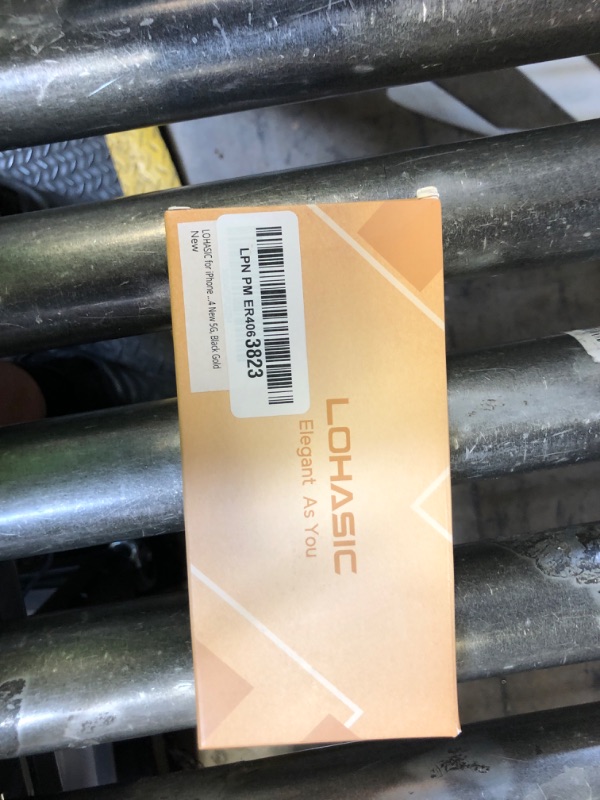 LOHASIC for iPhone ...4 New 5G, Black Gold
New
LPN PM ER4063823
LOHASIC
Elegant As You